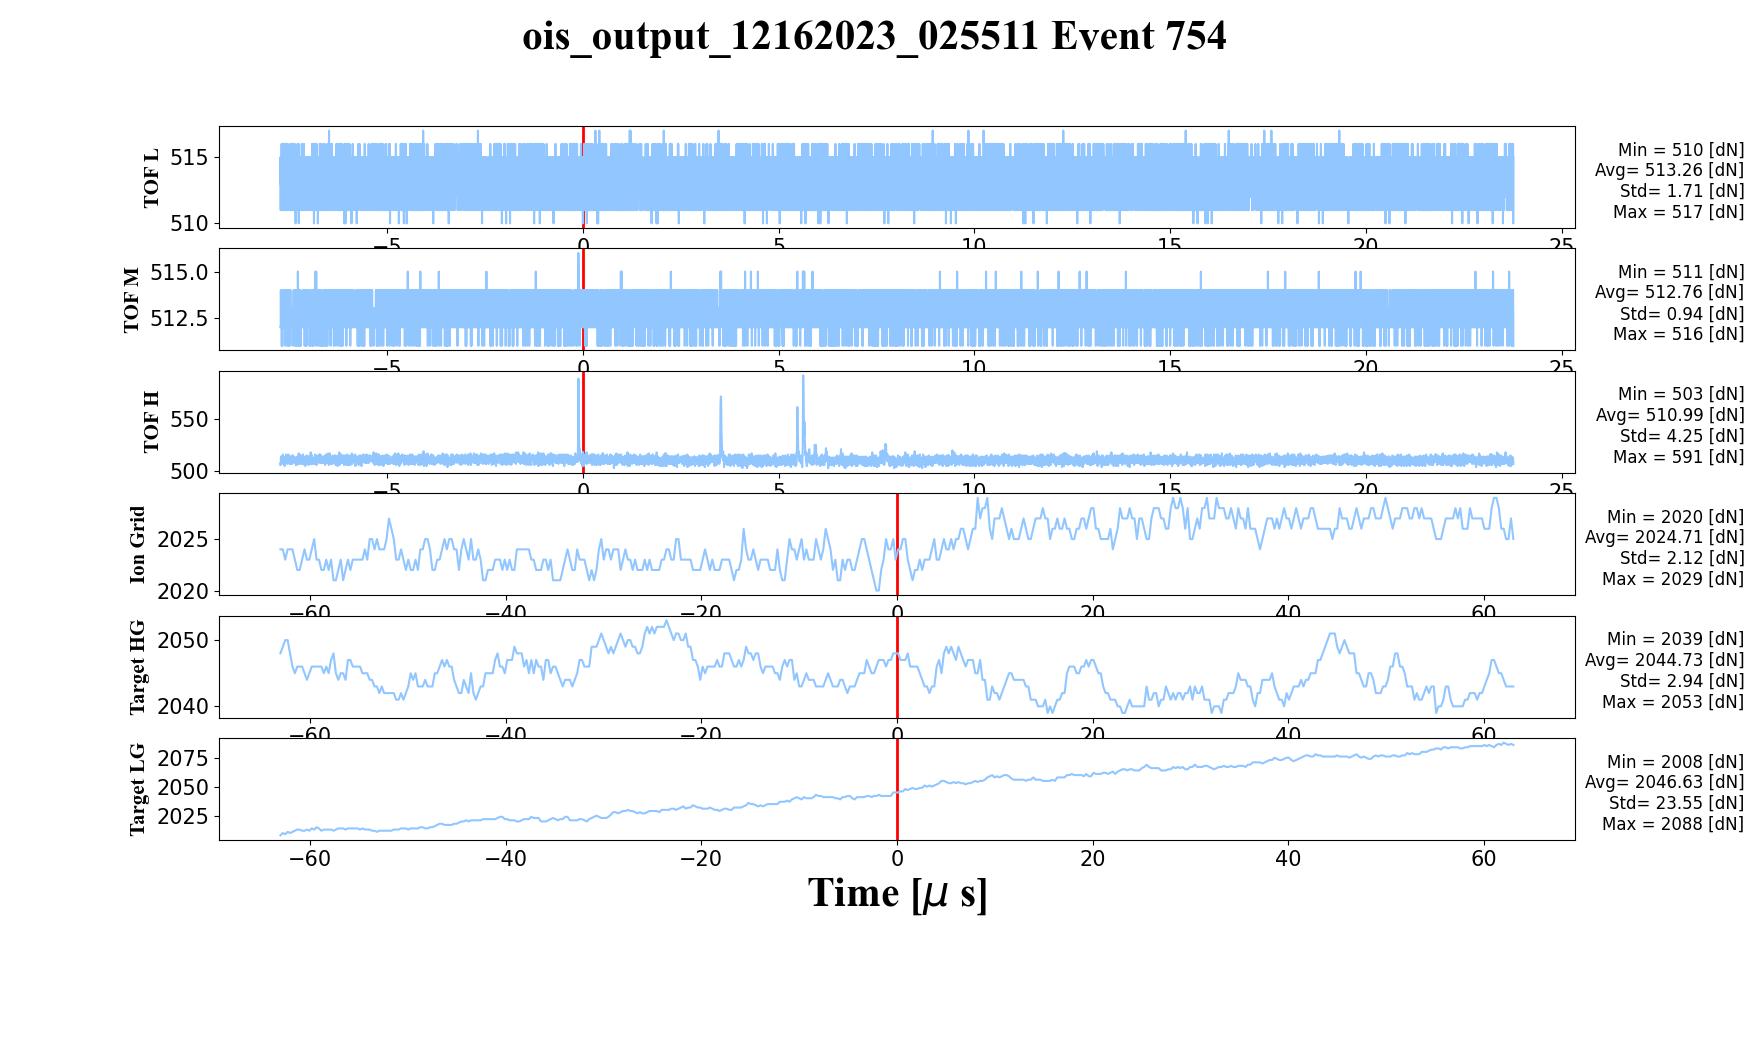 ois_output_12162023_025511 Event 754
TOF L
515
510
−5 0 5 10 15 20 25
Min = 510 [dN]
Avg= 513.26 [dN]
Std= 1.71 [dN]
Max = 517 [dN]
TOF M
515.0
512.5
−5 0 5 10 15 20 25
Min = 511 [dN]
Avg= 512.76 [dN]
Std= 0.94 [dN]
Max = 516 [dN]
TOF H
550
500
−5 0 5 10 15 20 25
Min = 503 [dN]
Avg= 510.99 [dN]
Std= 4.25 [dN]
Max = 591 [dN]
Ion Grid
2025
2020
−60 −40 −20 0 20 40 60
Min = 2020 [dN]
Avg= 2024.71 [dN]
Std= 2.12 [dN]
Max = 2029 [dN]
Target HG
2050
2040
−60 −40 −20 0 20 40 60
Min = 2039 [dN]
Avg= 2044.73 [dN]
Std= 2.94 [dN]
Max = 2053 [dN]
Target LG
2075
2050
2025
−60 −40 −20 0 20 40 60
Min = 2008 [dN]
Avg= 2046.63 [dN]
Std= 23.55 [dN]
Max = 2088 [dN]
Time [μ s]